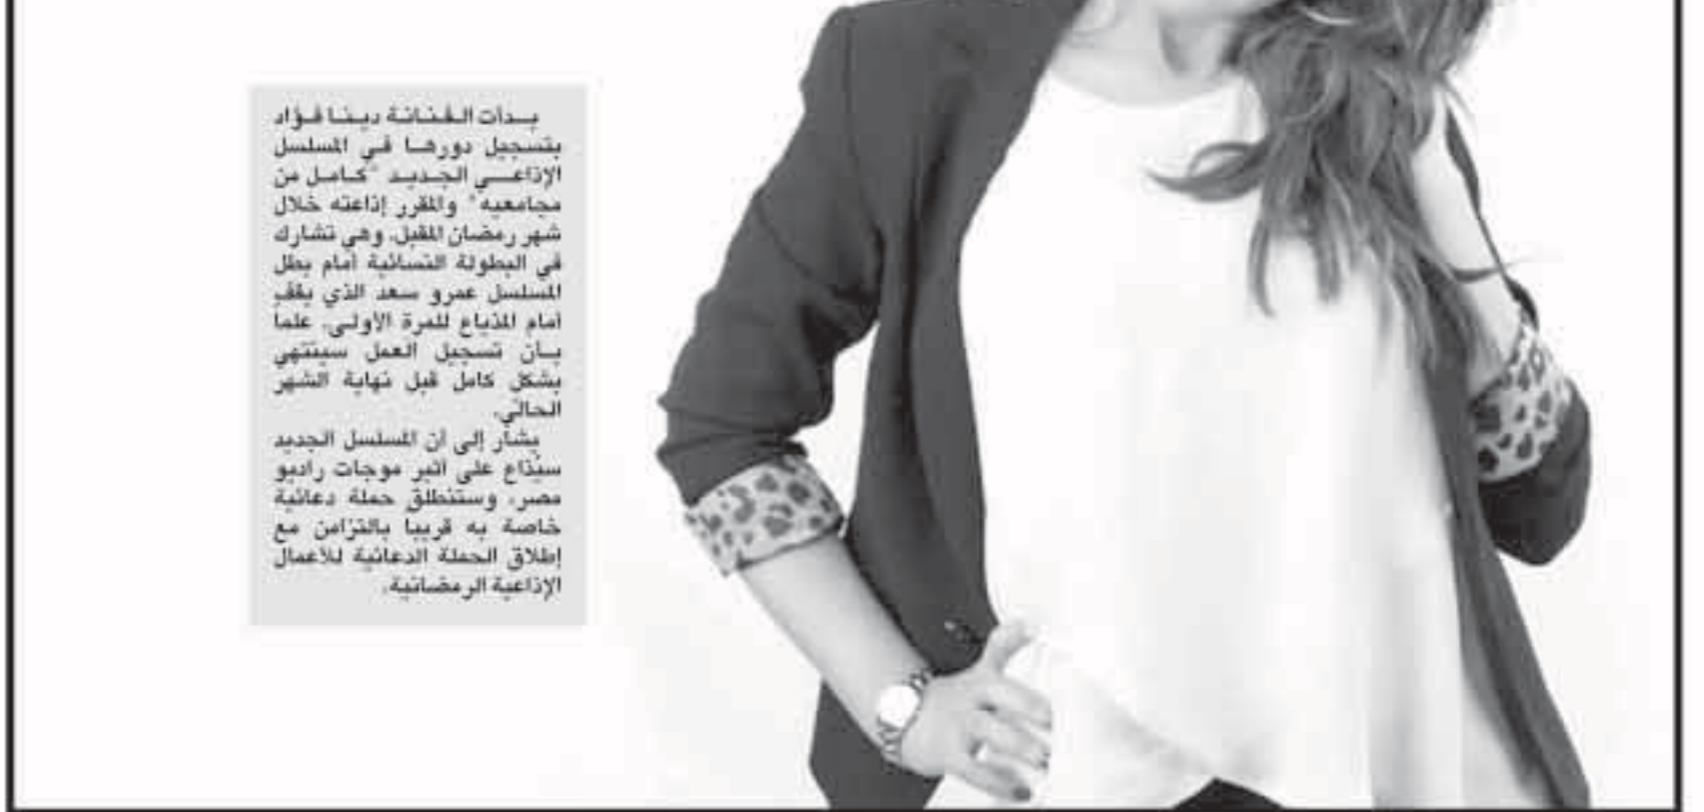 بدأت الفنانة دينا فؤاد
بتسجيل دورها في المسلسل
الإذاعي الجديد "كامل من
مجاميعه" والمقرر إذاعته خلال
شهر رمضان المقبل. وهي تشارك
في البطولة النسائية أمام بطل
المسلسل عمرو سعد الذي يقف
أمام المذياع للمرة الأولى. علماً
بأن تسجيل العمل سينتهي
بشكل كامل قبل نهاية الشهر
الحالي.
يشار إلى أن المسلسل الجديد
سيُذاع على أثير موجات راديو
مصر، وستنطلق حملة دعائية
خاصة به قريبا بالتزامن مع
إطلاق الحملة الدعائية للأعمال
الإذاعية الرمضانية.